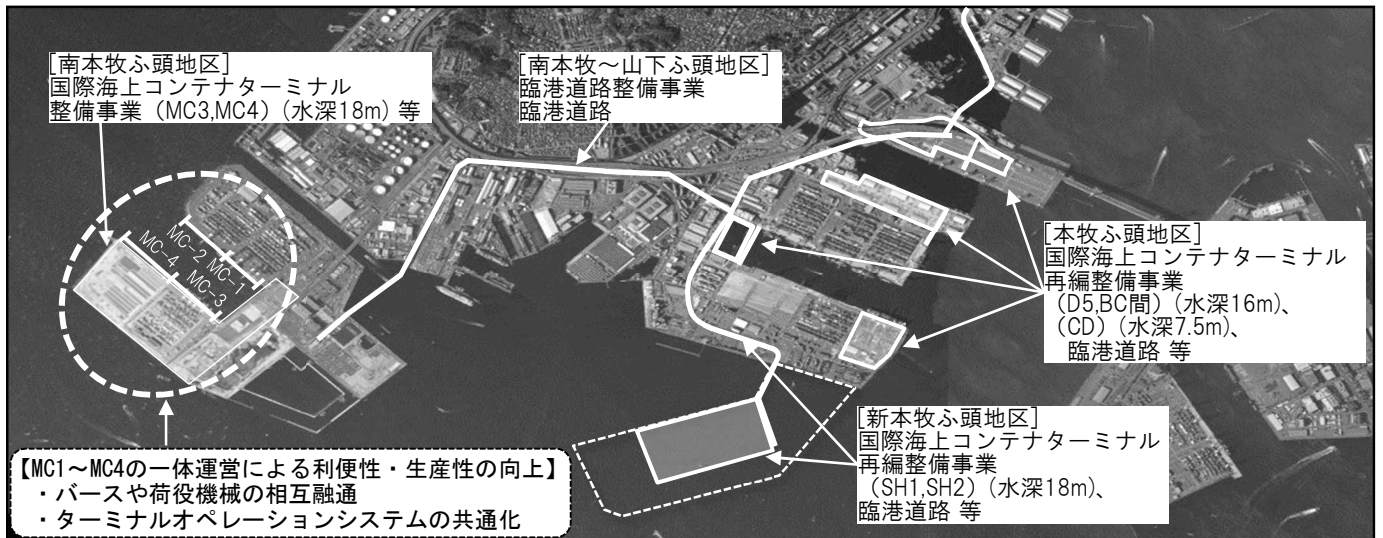 [南本牧ふ頭地区]
国際海上コンテナターミナル
整備事業（MC3,MC4）（水深18m）等
[南本牧～山下ふ頭地区]
臨港道路整備事業
臨港道路
MC-2 MC-1
MC-4 MC-3
[本牧ふ頭地区]
国際海上コンテナターミナル
再編整備事業
（D5,BC間）（水深16m）、
（CD）（水深7.5m）、
臨港道路 等
[新本牧ふ頭地区]
国際海上コンテナターミナル
再編整備事業
（SH1,SH2）（水深18m）、
臨港道路 等
【MC1～MC4の一体運営による利便性・生産性の向上】
・バースや荷役機械の相互融通
・ターミナルオペレーションシステムの共通化